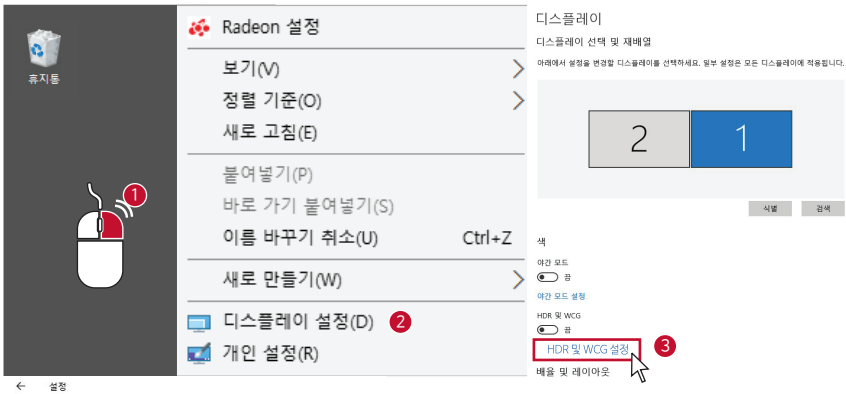 휴지통
1
Radeon 설정
보기(V)
정렬 기준(O)
새로 고침(E)
붙여넣기(P)
바로 가기 붙여넣기(S)
이름 바꾸기 취소(U) Ctrl+Z
새로 만들기(W)
디스플레이 설정(D) 2
개인 설정(R)
← 설정
디스플레이
디스플레이 선택 및 재배열
아래에서 설정을 변경할 디스플레이를 선택하세요. 일부 설정은 모든 디스플레이에 적용됩니다.
2 1
식별 검색
색
야간 모드
끔
야간 모드 설정
HDR 및 WCG
끔
HDR 및 WCG 설정 3
배율 및 레이아웃